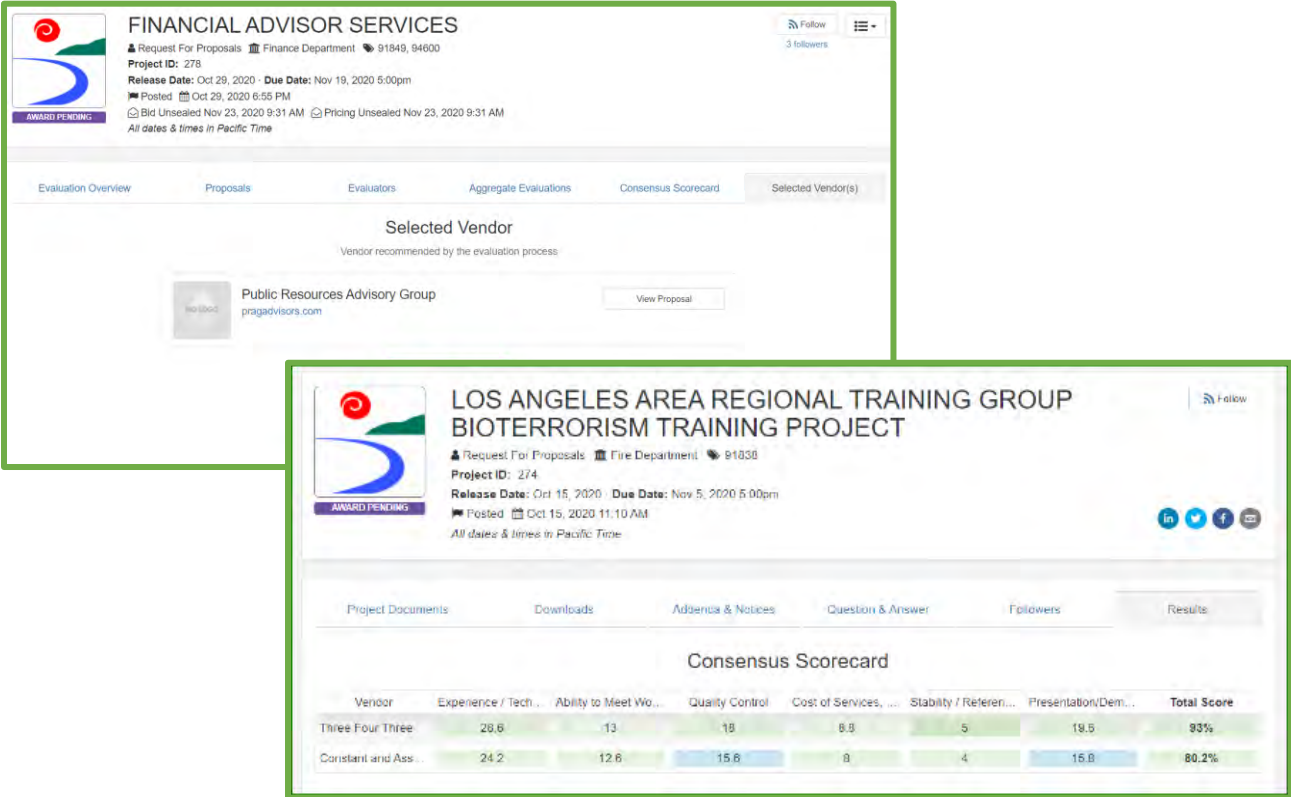 FINANCIAL ADVISOR SERVICES
Request For Proposals Finance Department 91849, 94600
Project ID: 278
Release Date: Oct 29, 2020 · Due Date: Nov 19, 2020 5:00pm
Posted Oct 29, 2020 6:55 PM
Bid Unsealed Nov 23, 2020 9:31 AM Pricing Unsealed Nov 23, 2020 9:31 AM
All dates & times in Pacific Time
AWARD PENDING
Follow
3 followers
Evaluation Overview Proposals Evaluators Aggregate Evaluations Consensus Scorecard Selected Vendor(s)
Selected Vendor
Vendor recommended by the evaluation process
NO LOGO
Public Resources Advisory Group
pragadvisors.com
View Proposal
LOS ANGELES AREA REGIONAL TRAINING GROUP
BIOTERRORISM TRAINING PROJECT
Request For Proposals Fire Department 91838
Project ID: 274
Release Date: Oct 15, 2020 · Due Date: Nov 5, 2020 5:00pm
Posted Oct 15, 2020 11:10 AM
All dates & times in Pacific Time
AWARD PENDING
Follow
Project Documents Downloads Addenda & Notices Question & Answer Followers Results
Consensus Scorecard
Vendor Experience / Tech... Ability to Meet Wo... Quality Control Cost of Services, ... Stability / Referen... Presentation/Dem... Total Score
Three Four Three 28.6 13 18 8.8 5 19.6 93%
Constant and Ass... 24.2 12.6 15.6 8 4 15.8 80.2%